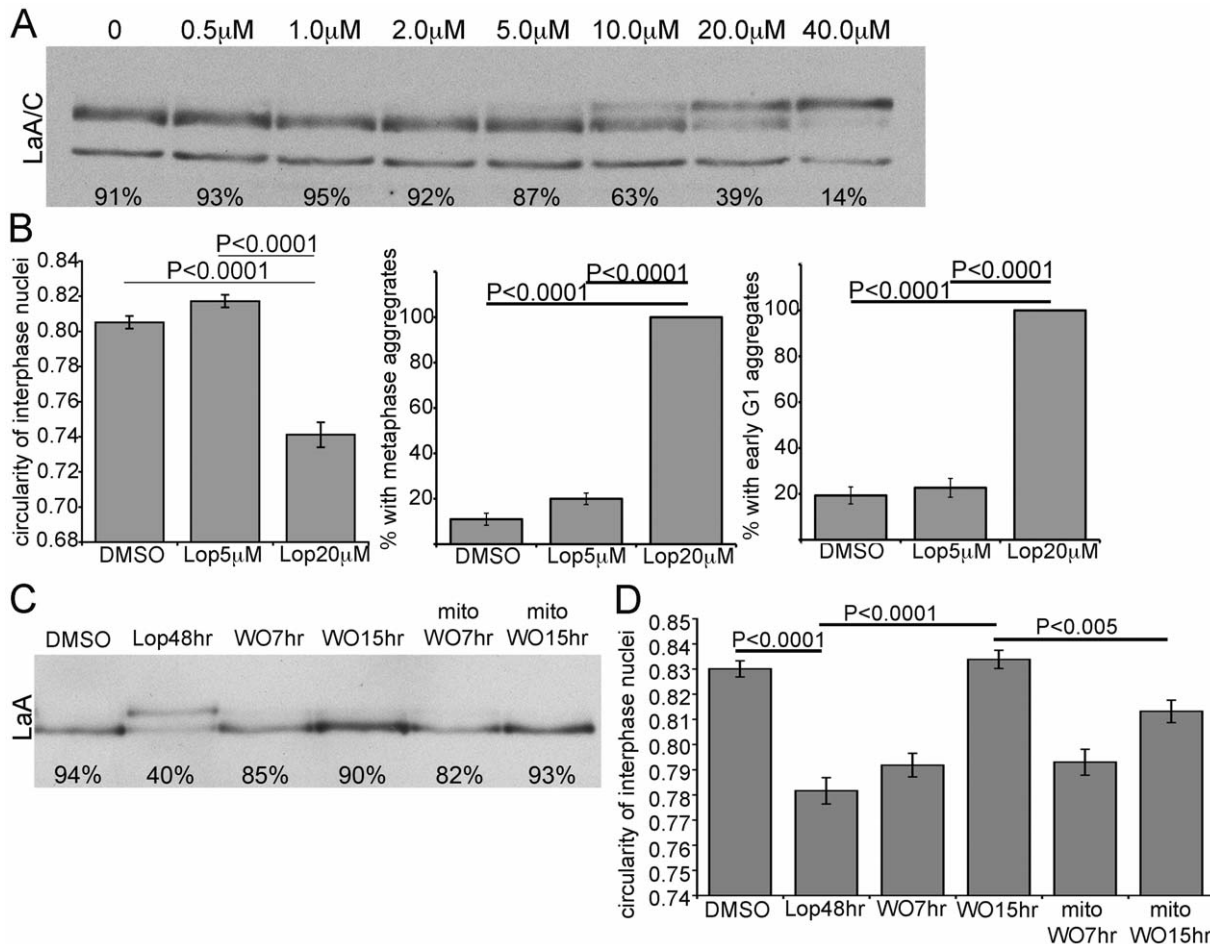 A
0 0.5μM 1.0μM 2.0μM 5.0μM 10.0μM 20.0μM 40.0μM
LaA/C
91% 93% 95% 92% 87% 63% 39% 14%
B
circularity of interphase nuclei
0.84
0.82
0.80
0.78
0.76
0.74
0.72
0.70
0.68
P<0.0001
P<0.0001
DMSO Lop5μM Lop20μM
% with metaphase aggregrates
100
80
60
40
20
P<0.0001
P<0.0001
DMSO Lop5μM Lop20μM
% with early G1 aggregates
100
80
60
40
20
P<0.0001
P<0.0001
DMSO Lop5μM Lop20μM
C
DMSO Lop48hr WO7hr WO15hr mito WO7hr mito WO15hr
LaA
94% 40% 85% 90% 82% 93%
D
circularity of interphase nuclei
0.85
0.83
0.82
0.81
0.80
0.79
0.78
0.77
0.76
0.75
0.74
P<0.0001
P<0.0001
P<0.005
DMSO Lop48hr WO7hr WO15hr mito WO7hr mito WO15hr